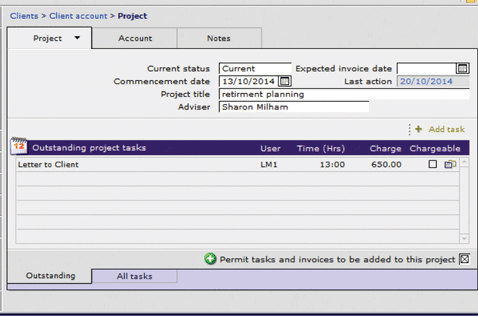 Clients > Client account > Project
Project Account Notes
Current status Current Expected invoice date
Commencement date 13/10/2014 Last action 20/10/2014
Project title retirment planning
Adviser Sharon Milham
+ Add task
12 Outstanding project tasks User Time (Hrs) Charge Chargeable
Letter to Client LM1 13:00 650.00
Permit tasks and invoices to be added to this project
Outstanding All tasks